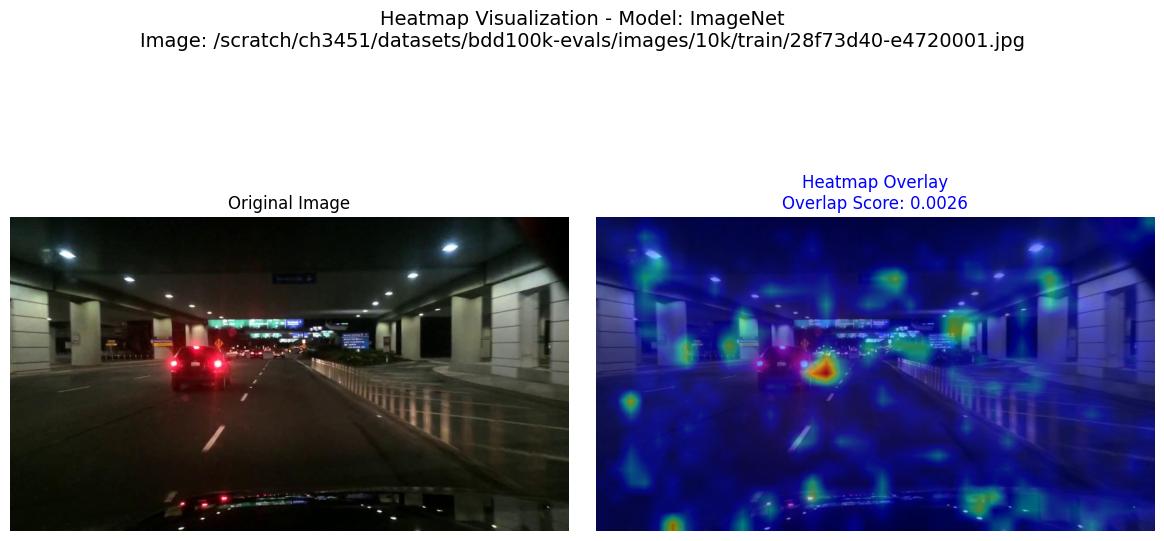 Heatmap Visualization - Model: ImageNet
Image: /scratch/ch3451/datasets/bdd100k-evals/images/10k/train/28f73d40-e4720001.jpg
Original Image
Heatmap Overlay
Overlap Score: 0.0026